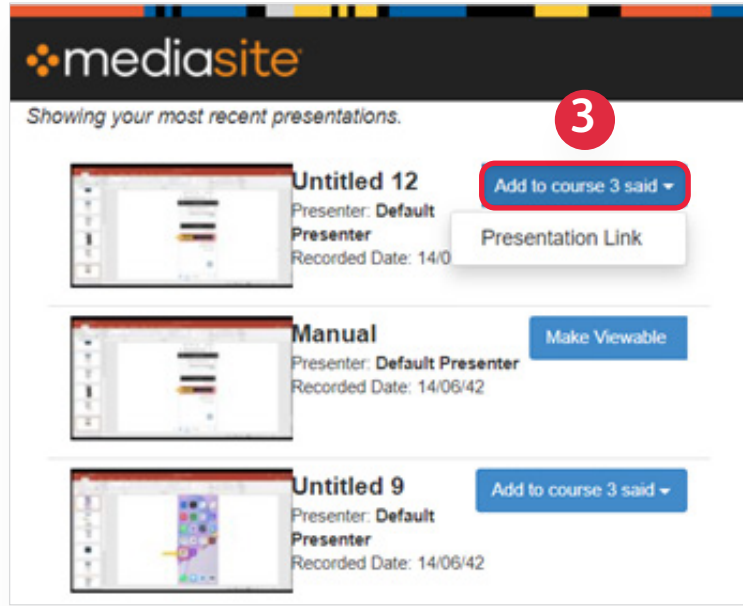 mediasite
Showing your most recent presentations.
3
Untitled 12
Add to course 3 said
Presenter: Default
Presenter
Presentation Link
Recorded Date: 14/0
Manual
Make Viewable
Presenter: Default Presenter
Recorded Date: 14/06/42
Untitled 9
Add to course 3 said
Presenter: Default
Presenter
Recorded Date: 14/06/42